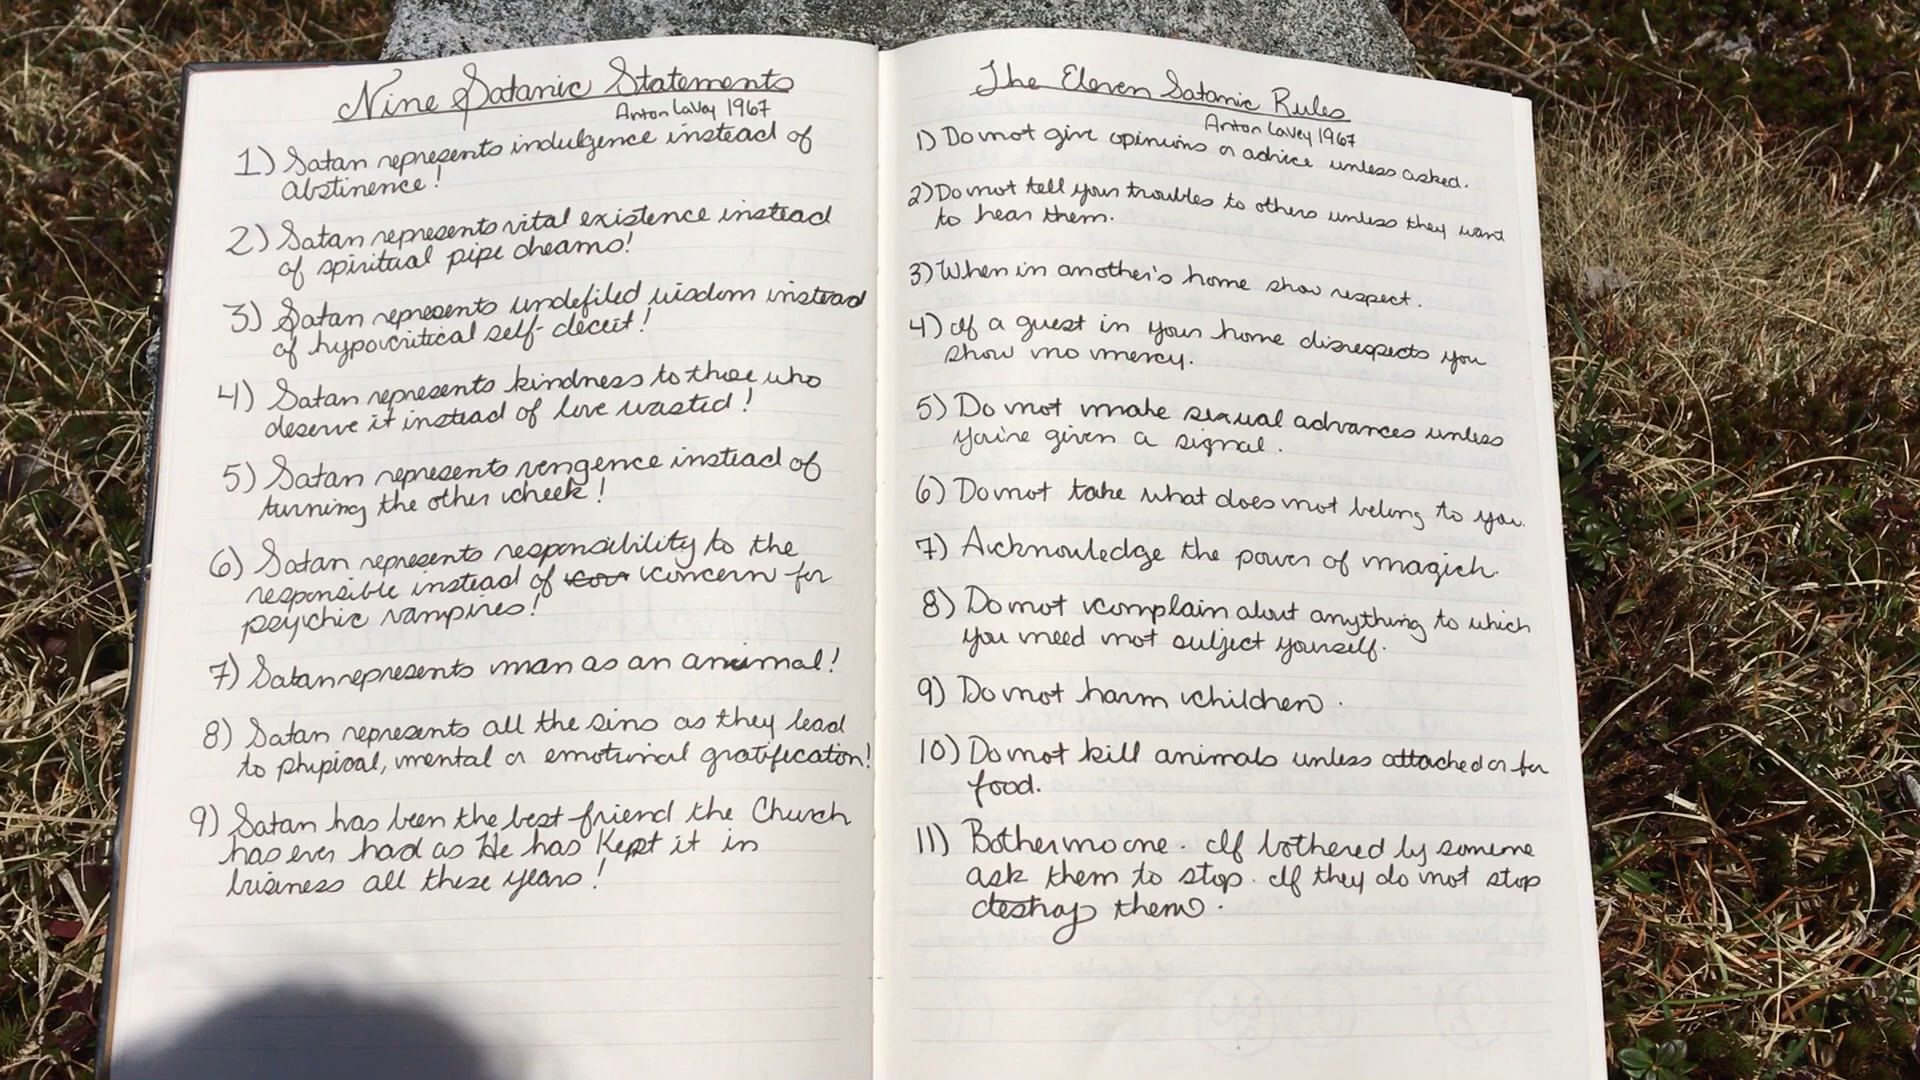 Nine Satanic Statements
Anton LaVey 1967
1) Satan represents indulgence instead of
abstinence!
2) Satan represents vital existence instead
of spiritual pipe dreams!
3) Satan represents undefiled wisdom instead
of hypocritical self-deceit!
4) Satan represents kindness to those who
deserve it instead of love wasted!
5) Satan represents vengence instead of
turning the other cheek!
6) Satan represents responsibility to the
responsible instead of concern for
psychic vampires!
7) Satan represents man as an animal!
8) Satan represents all the sins as they lead
to phpical, mental or emotional gratification!
9) Satan has been the best friend the Church
has ever had as He has kept it in
business all these years!
The Eleven Satanic Rules
Anton LaVey 1967
1) Do not give opinions or advice unless asked.
2) Do not tell your troubles to others unless they want
to hear them.
3) When in another's home show respect.
4) If a guest in your home disrespects you
show no mercy.
5) Do not make sexual advances unless
you're given a signal.
6) Do not take what does not belong to you.
7) Acknowledge the power of magick.
8) Do not complain about anything to which
you need not subject yourself.
9) Do not harm children.
10) Do not kill animals unless attacked or for
food.
11) Bother no one. If bothered by someone
ask them to stop. If they do not stop
destroy them.